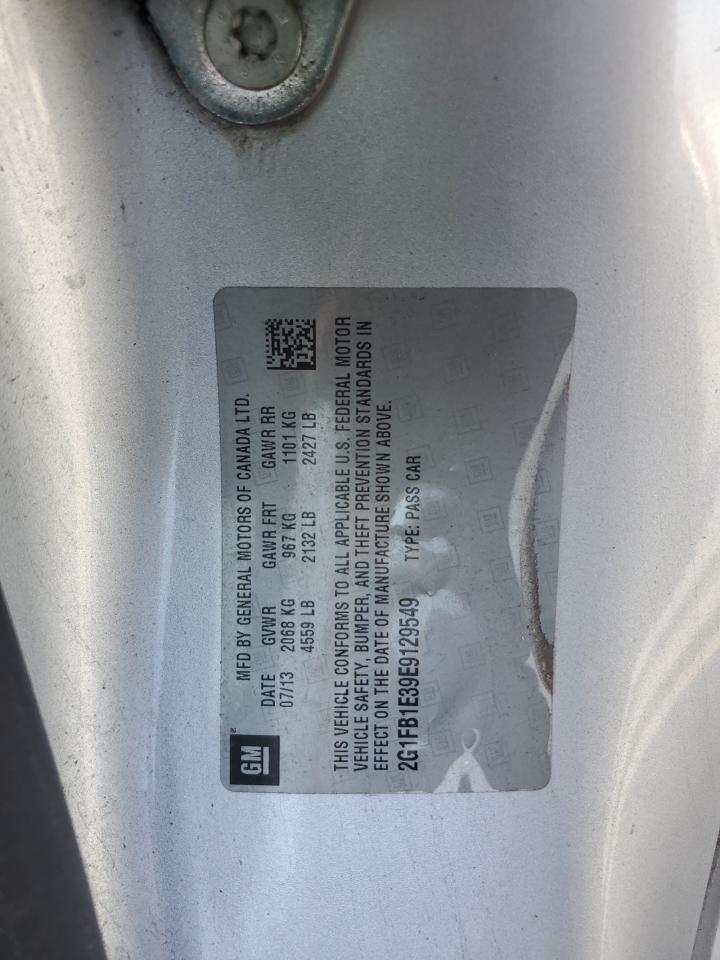 GM
MFD BY GENERAL MOTORS OF CANADA LTD.
DATE GVWR GAWR FRT GAWR RR
07/13 2068 KG 967 KG 1101 KG
4559 LB 2132 LB 2427 LB
THIS VEHICLE CONFORMS TO ALL APPLICABLE U.S. FEDERAL MOTOR
VEHICLE SAFETY, BUMPER, AND THEFT PREVENTION STANDARDS IN
EFFECT ON THE DATE OF MANUFACTURE SHOWN ABOVE.
2G1FB1E39E9129549 TYPE: PASS CAR